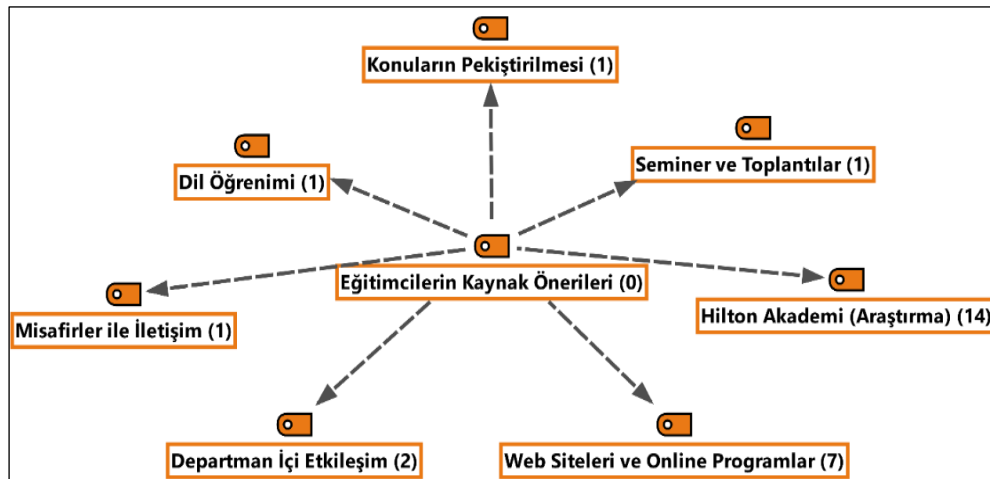 Konuların Pekiştirilmesi (1)
Dil Öğrenimi (1)
Seminer ve Toplantılar (1)
Eğitimcilerin Kaynak Önerileri (0)
Misafirler ile İletişim (1)
Hilton Akademi (Araştırma) (14)
Departman İçi Etkileşim (2)
Web Siteleri ve Online Programlar (7)